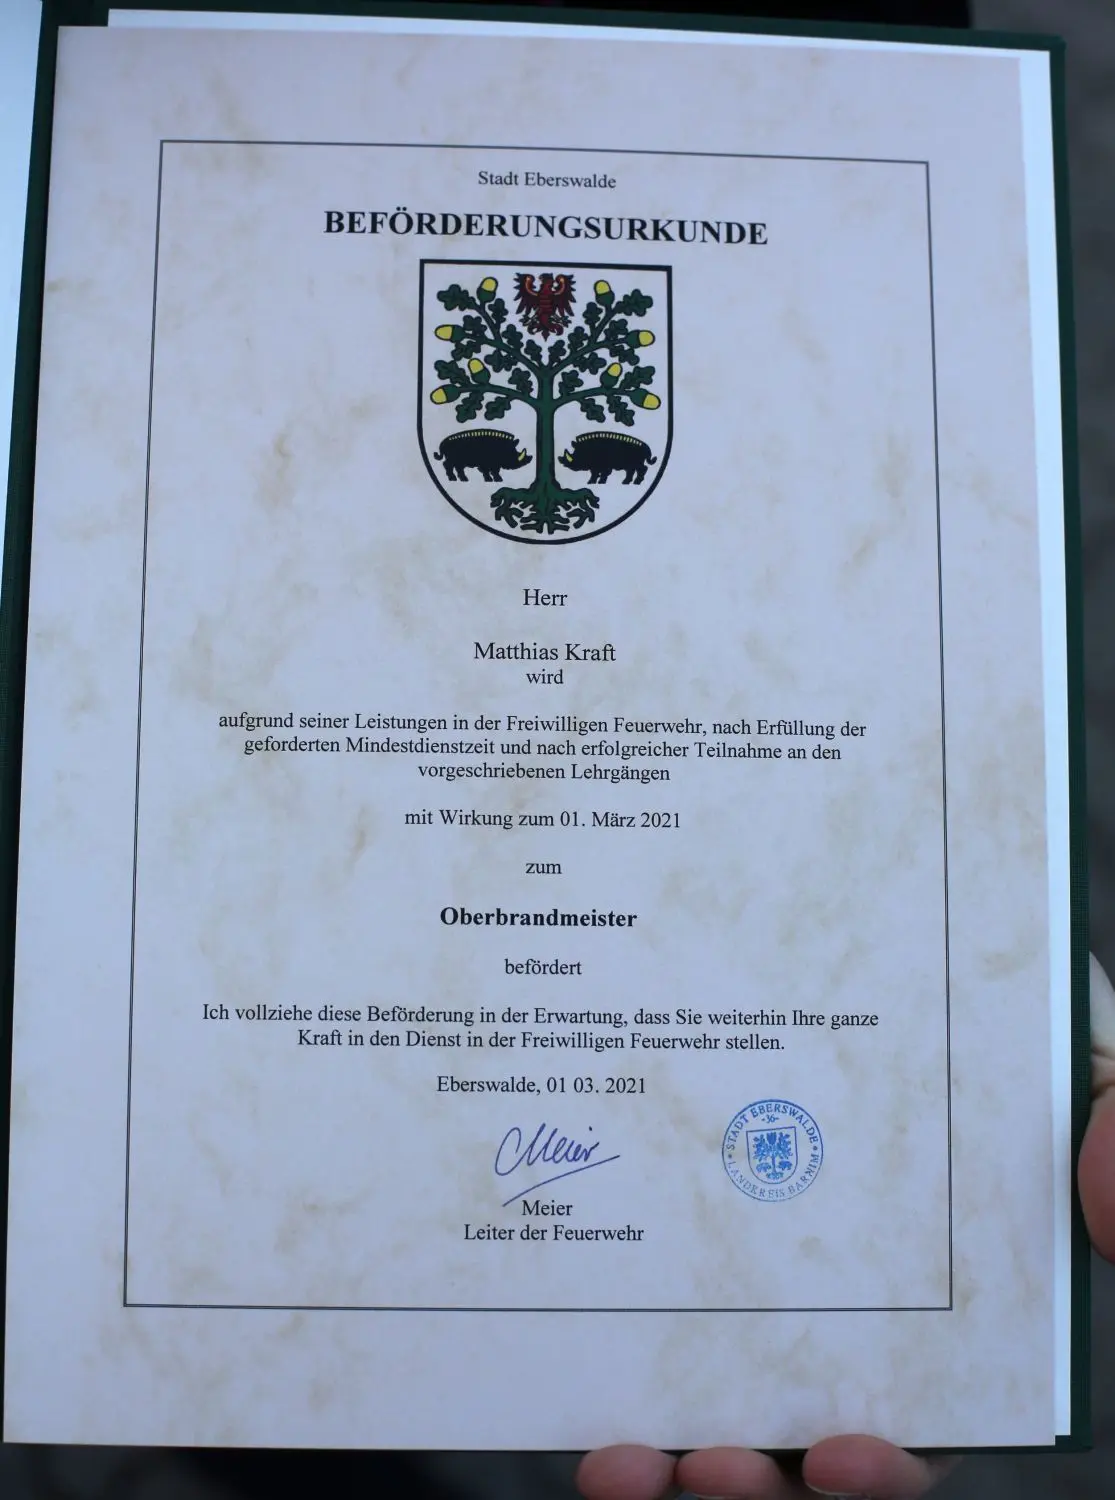 Stadt Eberswalde
BEFÖRDERUNGSURKUNDE
Herr
Matthias Kraft
wird
aufgrund seiner Leistungen in der Freiwilligen Feuerwehr, nach Erfüllung der
geforderten Mindestdienstzeit und nach erfolgreicher Teilnahme an den
vorgeschriebenen Lehrgängen
mit Wirkung zum 01. März 2021
zum
Oberbrandmeister
befördert
Ich vollziehe diese Beförderung in der Erwartung, dass Sie weiterhin Ihre ganze
Kraft in den Dienst in der Freiwilligen Feuerwehr stellen.
Eberswalde, 01 03. 2021
STADT EBERSWALDE
-36-
LANDKREIS BARNIM
Meier
Meier
Leiter der Feuerwehr